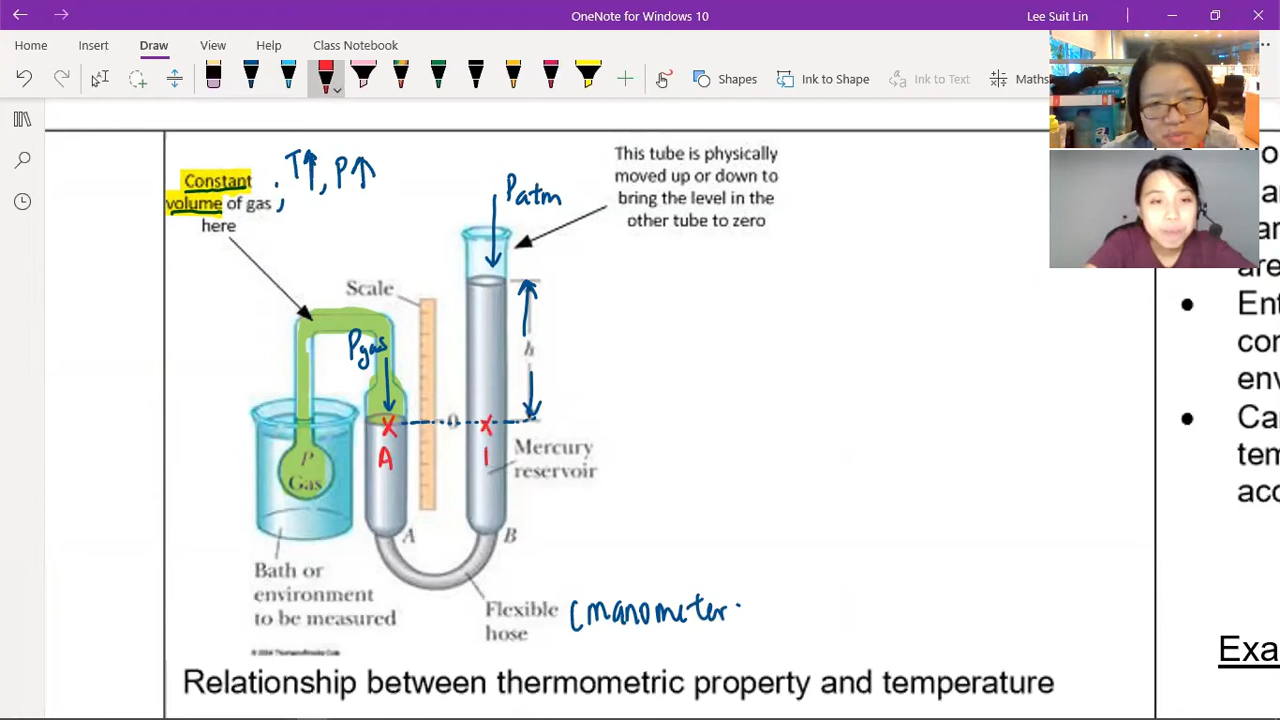 OneNote for Windows 10
Lee Suit Lin
Home
Insert
Draw
View
Help
Class Notebook
Shapes
Ink to Shape
Ink to Text
Maths
Constant
volume of gas
here
; T↑, P↑
Patm
This tube is physically
moved up or down to
bring the level in the
other tube to zero
Scale
Pgas
h
0
X
X
A
1
Mercury
reservoir
P
Gas
A
B
Bath or
environment
to be measured
Flexible
hose
(manometer.
Relationship between thermometric property and temperature
Exa